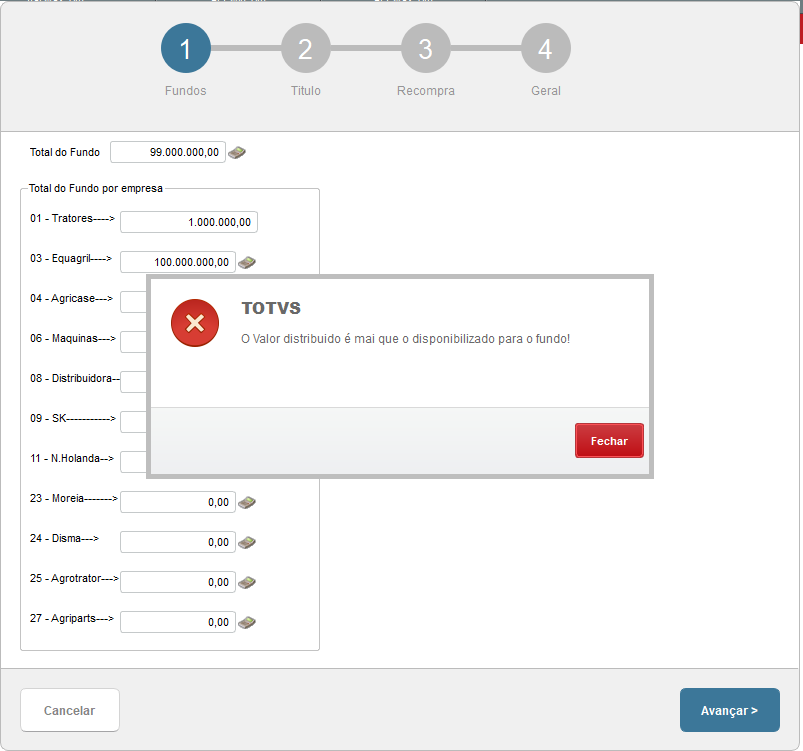 1
2
3
4
Fundos
Titulo
Recompra
Geral
Total do Fundo
99.000.000,00
Total do Fundo por empresa
01 - Tratores---->
1.000.000,00
03 - Equagril---->
100.000.000,00
04 - Agricase--->
06 - Maquinas--->
08 - Distribuidora--
09 - SK----------->
11 - N.Holanda-->
TOTVS
O Valor distribuido é mai que o disponibilizado para o fundo!
Fechar
23 - Moreia------->
0,00
24 - Disma--->
0,00
25 - Agrotrator--->
0,00
27 - Agriparts--->
0,00
Cancelar
Avançar >